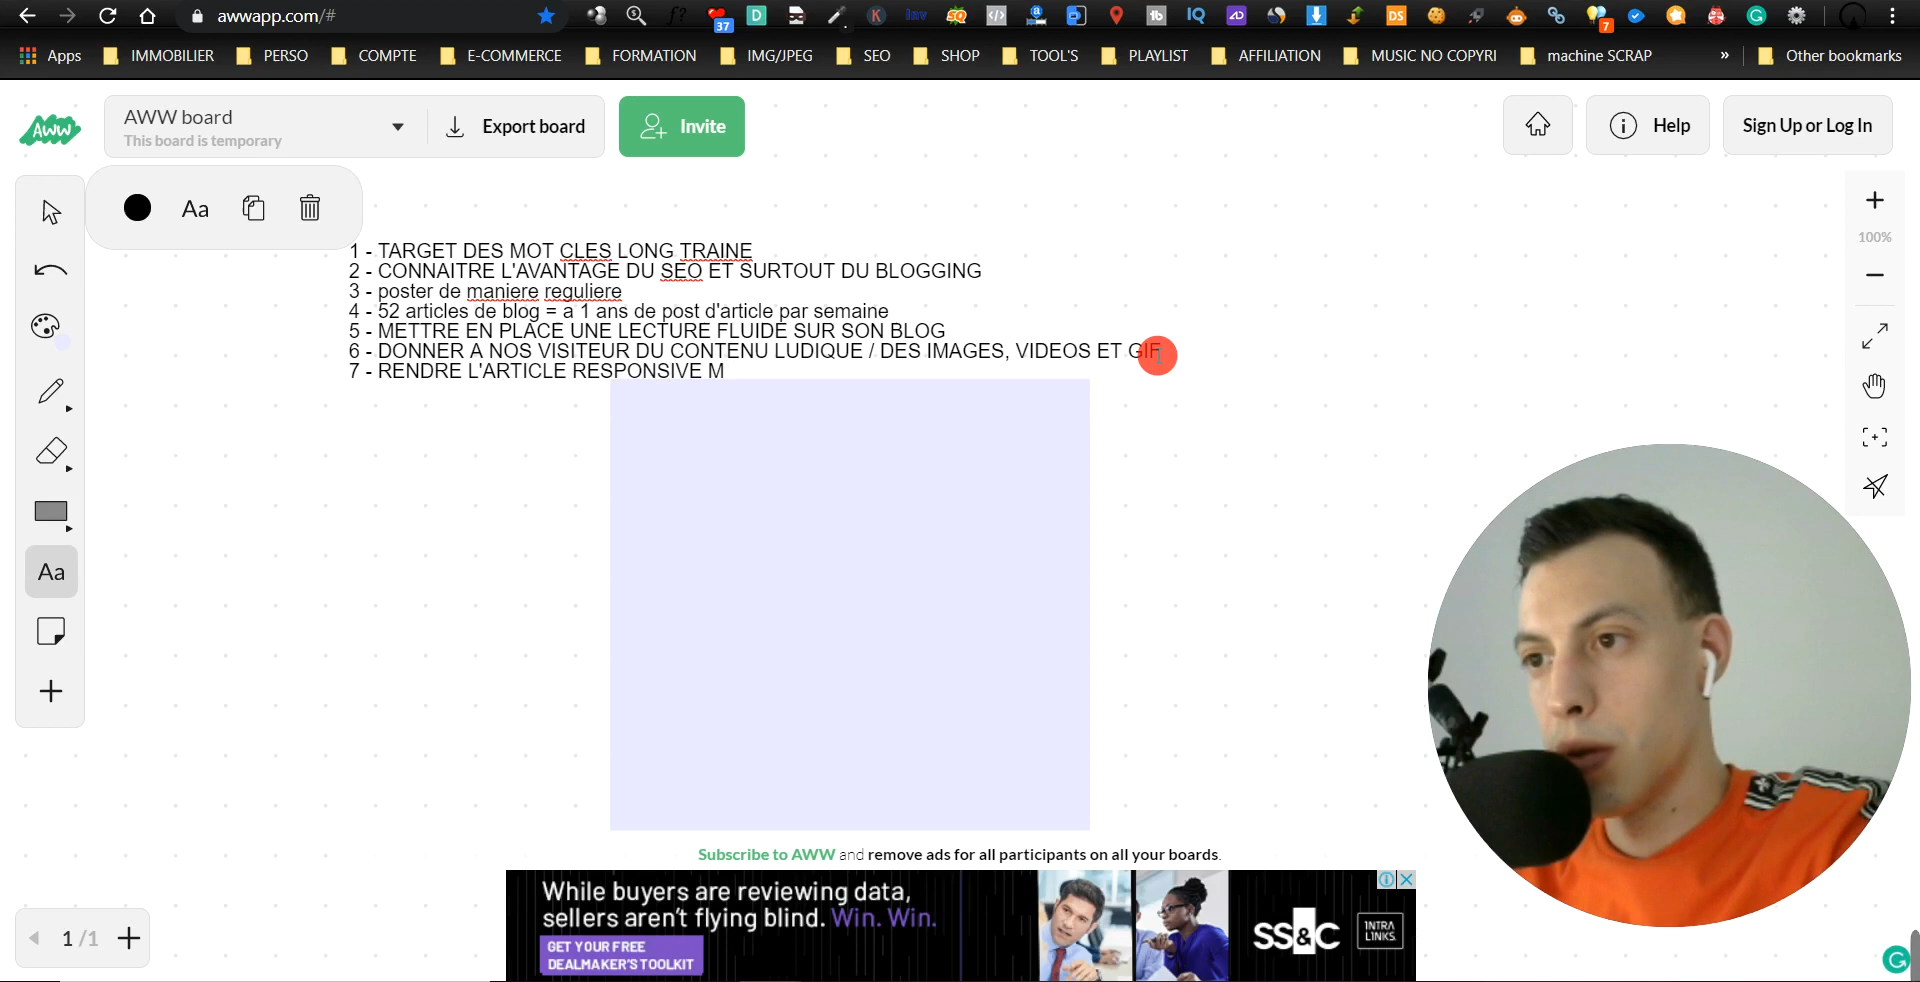 awwapp.com/#
37
7
Apps IMMOBILIER PERSO COMPTE E-COMMERCE FORMATION IMG/JPEG SEO SHOP TOOL'S PLAYLIST AFFILIATION MUSIC NO COPYRI machine SCRAP » Other bookmarks
AWW
AWW board
This board is temporary
Export board
Invite
Help
Sign Up or Log In
Aa
100%
1 - TARGET DES MOT CLES LONG TRAINE
2 - CONNAITRE L'AVANTAGE DU SEO ET SURTOUT DU BLOGGING
3 - poster de maniere reguliere
4 - 52 articles de blog = a 1 ans de post d'article par semaine
5 - METTRE EN PLACE UNE LECTURE FLUIDE SUR SON BLOG
6 - DONNER A NOS VISITEUR DU CONTENU LUDIQUE / DES IMAGES, VIDEOS ET GIF
7 - RENDRE L'ARTICLE RESPONSIVE M
Aa
Subscribe to AWW and remove ads for all participants on all your boards.
While buyers are reviewing data,
sellers aren't flying blind. Win. Win.
GET YOUR FREE
DEALMAKER'S TOOLKIT
SS&C
INTRA
LINKS
1 /1